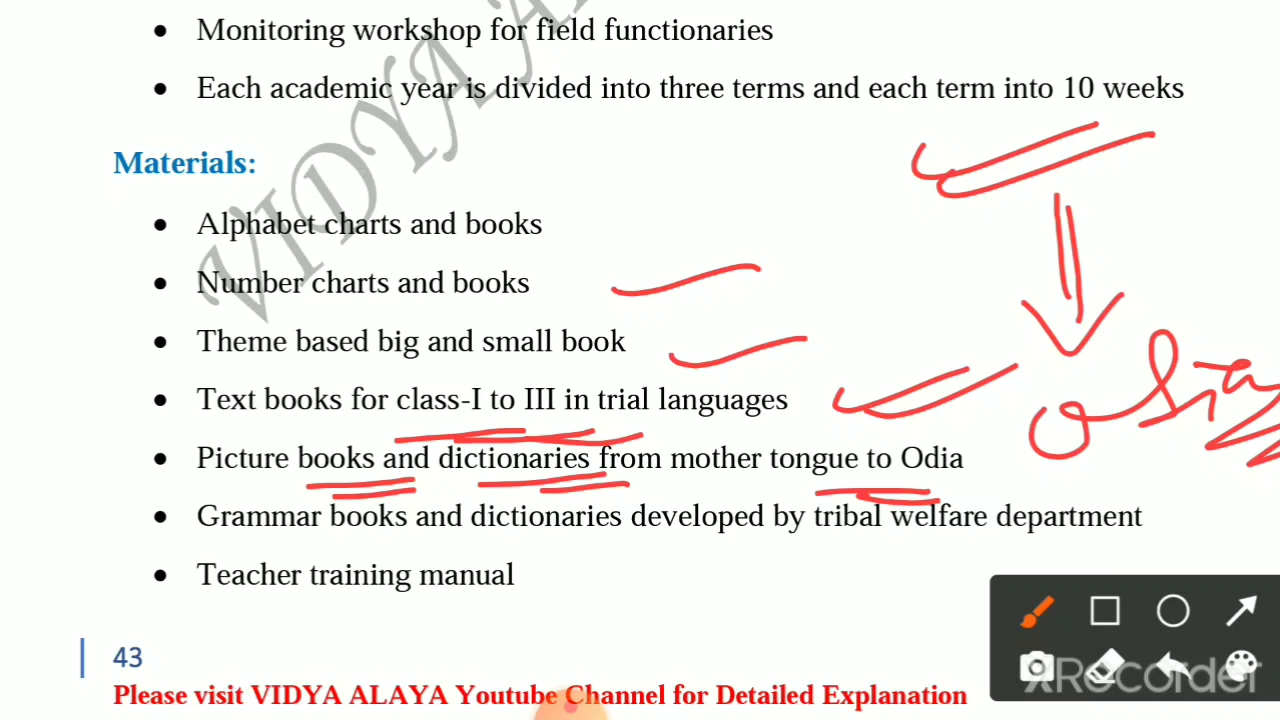 • Monitoring workshop for field functionaries
• Each academic year is divided into three terms and each term into 10 weeks
Materials:
• Alphabet charts and books
• Number charts and books
• Theme based big and small book
• Text books for class-I to III in trial languages
• Picture books and dictionaries from mother tongue to Odia
• Grammar books and dictionaries developed by tribal welfare department
• Teacher training manual
43
Please visit VIDYA ALAYA Youtube Channel for Detailed Explanation
VIDYA A
XRecorder